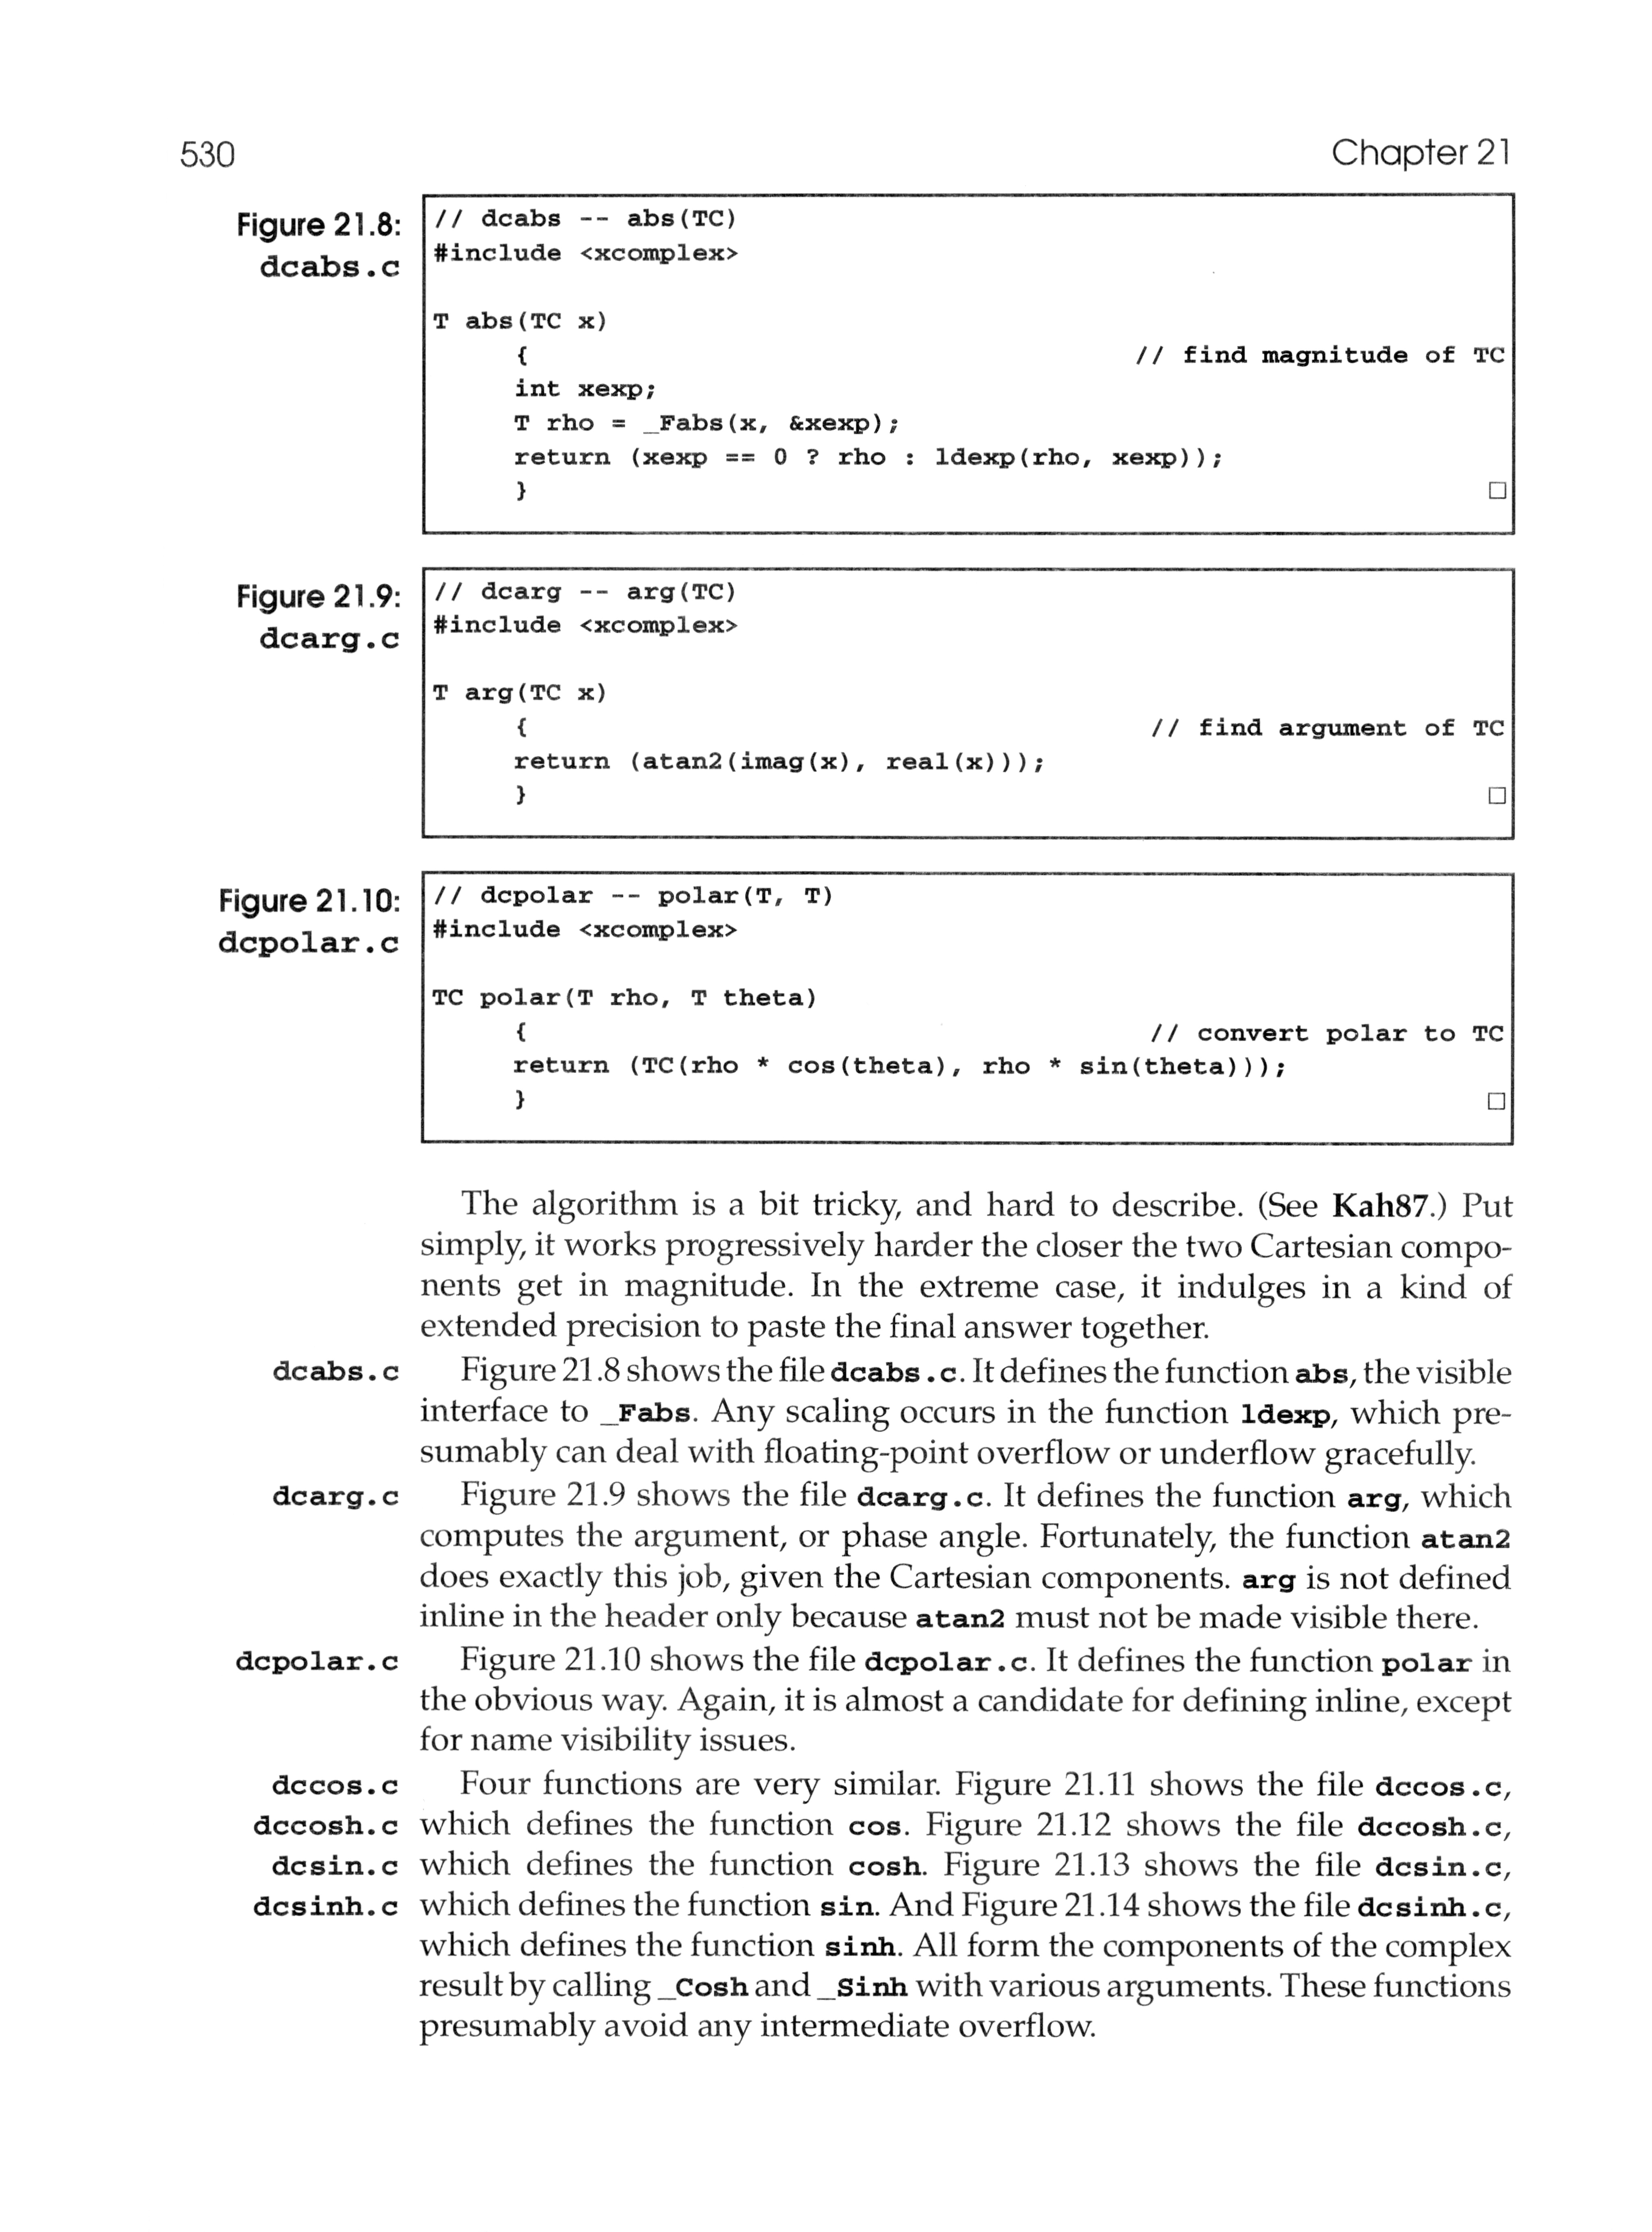 530
Chapter 21
Figure 21.8:
dcabs.c
// dcabs -- abs(TC)
#include <xcomplex>
T abs(TC x)
{ // find magnitude of TC
int xexp;
T rho = _Fabs(x, &xexp);
return (xexp == 0 ? rho : ldexp(rho, xexp));
} □
Figure 21.9:
dcarg.c
// dcarg -- arg(TC)
#include <xcomplex>
T arg(TC x)
{ // find argument of TC
return (atan2(imag(x), real(x)));
} □
Figure 21.10:
dcpolar.c
// dcpolar -- polar(T, T)
#include <xcomplex>
TC polar(T rho, T theta)
{ // convert polar to TC
return (TC(rho * cos(theta), rho * sin(theta)));
} □
The algorithm is a bit tricky, and hard to describe. (See Kah87.) Put
simply, it works progressively harder the closer the two Cartesian compo-
nents get in magnitude. In the extreme case, it indulges in a kind of
extended precision to paste the final answer together.
dcabs.c Figure 21.8 shows the file dcabs.c. It defines the function abs, the visible
interface to _Fabs. Any scaling occurs in the function ldexp, which pre-
sumably can deal with floating-point overflow or underflow gracefully.
dcarg.c Figure 21.9 shows the file dcarg.c. It defines the function arg, which
computes the argument, or phase angle. Fortunately, the function atan2
does exactly this job, given the Cartesian components. arg is not defined
inline in the header only because atan2 must not be made visible there.
dcpolar.c Figure 21.10 shows the file dcpolar.c. It defines the function polar in
the obvious way. Again, it is almost a candidate for defining inline, except
for name visibility issues.
dccos.c Four functions are very similar. Figure 21.11 shows the file dccos.c,
dccosh.c which defines the function cos. Figure 21.12 shows the file dccosh.c,
dcsin.c which defines the function cosh. Figure 21.13 shows the file dcsin.c,
dcsinh.c which defines the function sin. And Figure 21.14 shows the file dcsinh.c,
which defines the function sinh. All form the components of the complex
result by calling _Cosh and _Sinh with various arguments. These functions
presumably avoid any intermediate overflow.